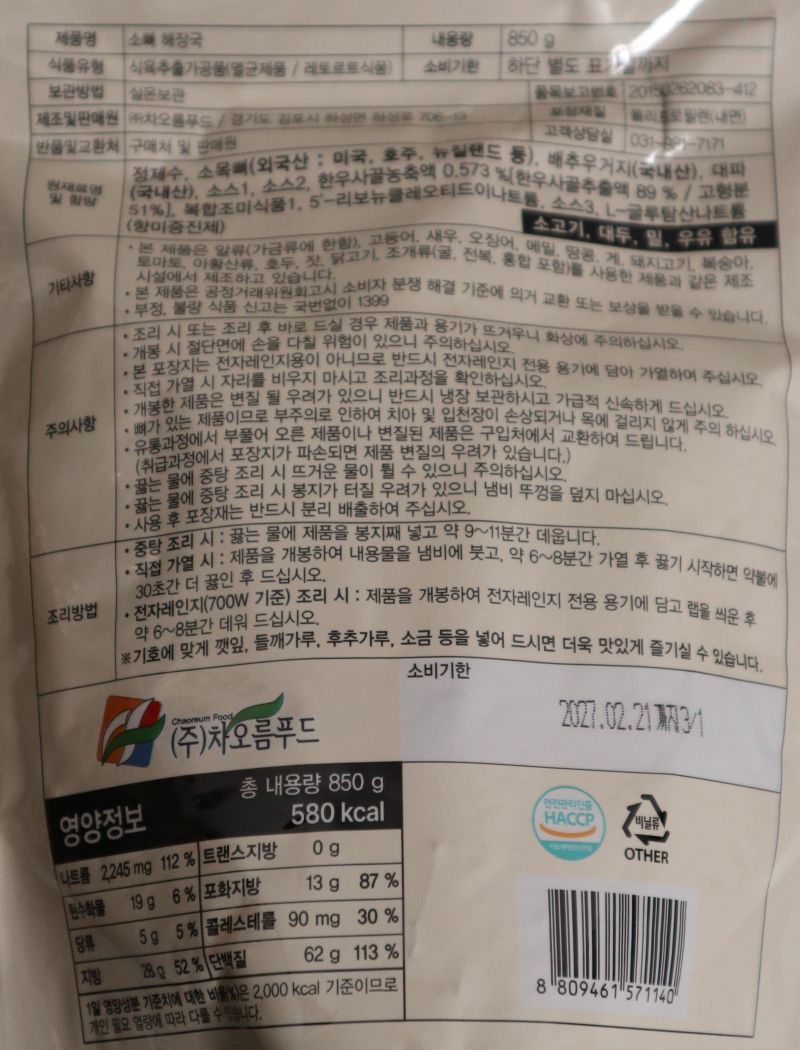 제품명 소뼈 해장국 내용량 850 g
식품유형 식육추출가공품(멸균제품 / 레토르트식품) 소비기한 하단 별도 표기일까지
보관방법 실온보관 품목보고번호 20150262083-412
제조및판매원 ㈜차오름푸드 / 경기도 김포시 하성면 하성로 706-13 포장재질 폴리프로필렌(내면)
반품및교환처 구매처 및 판매원 고객상담실 031-991-7171
원재료명 및 함량
정제수, 소목뼈(외국산 : 미국, 호주, 뉴질랜드 등), 배추우거지(국내산), 대파
(국내산), 소스1, 소스2, 한우사골농축액 0.573 %[한우사골추출액 89 % / 고형분
51%], 복합조미식품1, 5'-리보뉴클레오티드이나트륨, 소스3, L-글루탐산나트륨
(향미증진제)
소고기, 대두, 밀, 우유 함유
기타사항
• 본 제품은 알류(가금류에 한함), 고등어, 새우, 오징어, 메밀, 땅콩, 게, 돼지고기, 복숭아,
토마토, 아황산류, 호두, 잣, 닭고기, 조개류(굴, 전복, 홍합 포함)를 사용한 제품과 같은 제조
시설에서 제조하고 있습니다.
• 본 제품은 공정거래위원회고시 소비자 분쟁 해결 기준에 의거 교환 또는 보상을 받을 수 있습니다.
• 부정, 불량 식품 신고는 국번없이 1399
주의사항
• 조리 시 또는 조리 후 바로 드실 경우 제품과 용기가 뜨거우니 화상에 주의하십시오.
• 개봉 시 절단면에 손을 다칠 위험이 있으니 주의하십시오.
• 본 포장지는 전자레인지용이 아니므로 반드시 전자레인지 전용 용기에 담아 가열하여 주십시오.
• 직접 가열 시 자리를 비우지 마시고 조리과정을 확인하십시오.
• 개봉한 제품은 변질 될 우려가 있으니 반드시 냉장 보관하시고 가급적 신속하게 드십시오.
• 뼈가 있는 제품이므로 부주의로 인하여 치아 및 입천장이 손상되거나 목에 걸리지 않게 주의 하십시오.
• 유통과정에서 부풀어 오른 제품이나 변질된 제품은 구입처에서 교환하여 드립니다.
(취급과정에서 포장지가 파손되면 제품 변질의 우려가 있습니다.)
• 끓는 물에 중탕 조리 시 뜨거운 물이 튈 수 있으니 주의하십시오.
• 끓는 물에 중탕 조리 시 봉지가 터질 우려가 있으니 냄비 뚜껑을 덮지 마십시오.
• 사용 후 포장재는 반드시 분리 배출하여 주십시오.
조리방법
• 중탕 조리 시 : 끓는 물에 제품을 봉지째 넣고 약 9~11분간 데웁니다.
• 직접 가열 시 : 제품을 개봉하여 내용물을 냄비에 붓고, 약 6~8분간 가열 후 끓기 시작하면 약불에
30초간 더 끓인 후 드십시오.
• 전자레인지(700W 기준) 조리 시 : 제품을 개봉하여 전자레인지 전용 용기에 담고 랩을 씌운 후
약 6~8분간 데워 드십시오.
※기호에 맞게 깻잎, 들깨가루, 후추가루, 소금 등을 넣어 드시면 더욱 맛있게 즐기실 수 있습니다.
소비기한
2027.02.21
Chaoreum Food
(주)차오름푸드
영양정보
총 내용량 850 g
580 kcal
나트륨 2,245 mg 112 % 트랜스지방 0 g
탄수화물 19 g 6 % 포화지방 13 g 87 %
당류 5 g 5 % 콜레스테롤 90 mg 30 %
지방 28 g 52 % 단백질 62 g 113 %
1일 영양성분 기준치에 대한 비율(%)은 2,000 kcal 기준이므로
개인 필요 열량에 따라 다를 수 있습니다.
안전관리인증
HACCP
비닐류
OTHER
8 809461 571140